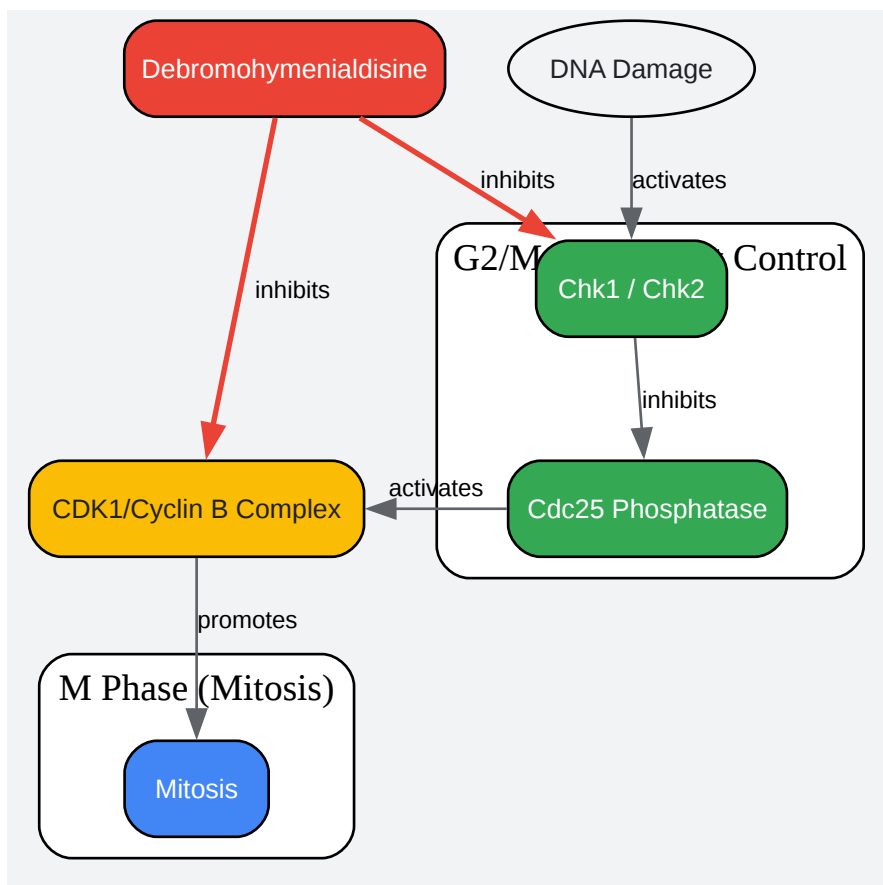 Debromohymenialdisine
DNA Damage
inhibits
activates
G2/M Control
Chk1 / Chk2
inhibits
inhibits
CDK1/Cyclin B Complex
activates
Cdc25 Phosphatase
promotes
M Phase (Mitosis)
Mitosis